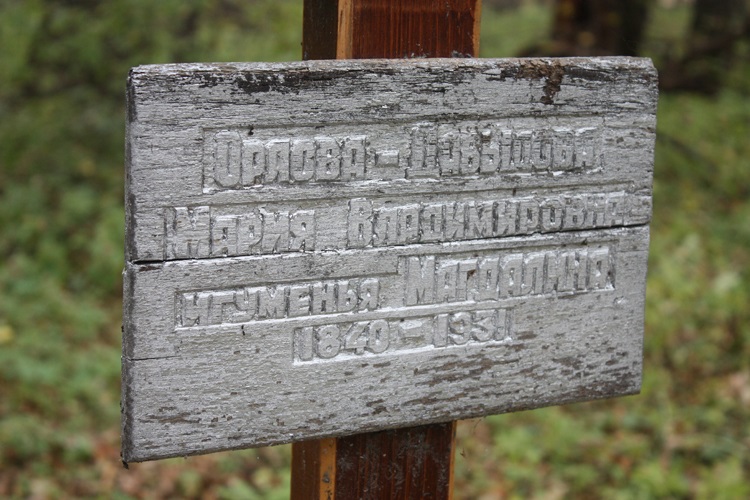 Орлова – Давыдова
Мария Владимировна
игуменья Магдалина
1840 – 1931